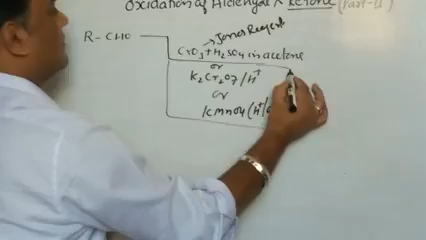 Oxidation of Aldehyde & Ketone (Part-II)
Jones Reagent
R-CHO
CrO3+H2SO4 in acetone
or
K2Cr2O7/H+
or
KMnO4 (H+/